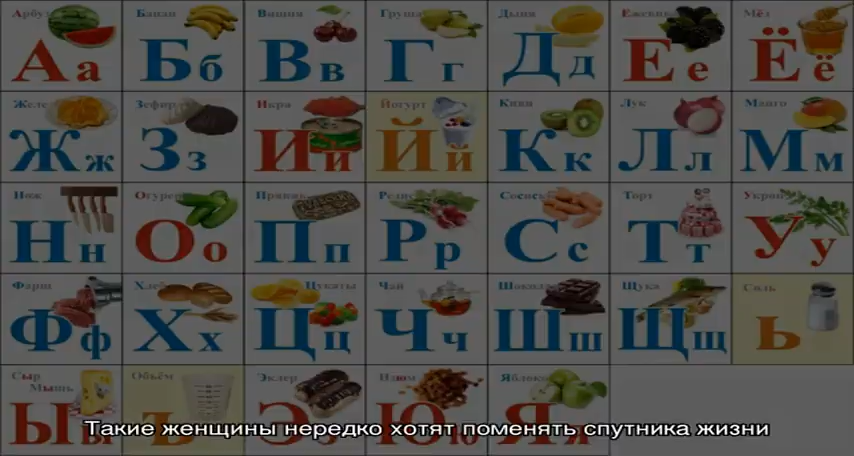 Арбуз Банан Вишня Груша Дыня Ежевика Мёд
Аа Бб Вв Гг Дд Ее Ёё
Желе Зефир Икра Йогурт Киви Лук Манго
Жж Зз Ии Йй Кк Лл Мм
Нож Огурец Пряник Редис Торт Укроп
Нн Оо Пп Рр Сс Тт Уу
Фарш Хлеб Цукаты Чай Шокола Щука Соль
Фф Хх Цц Чч Шш Щщ ь
Сыр Объём Эклер Изюм Яблоко
Мышь
Ыы ъ Ээ Юю Яя
Такие женщины нередко хотят поменять спутника жизни